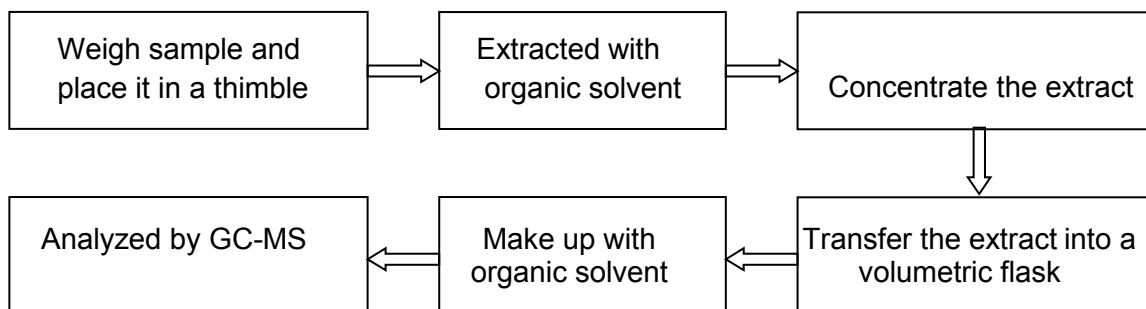 Weigh sample and
place it in a thimble
Extracted with
organic solvent
Concentrate the extract
Transfer the extract into a
volumetric flask
Make up with
organic solvent
Analyzed by GC-MS